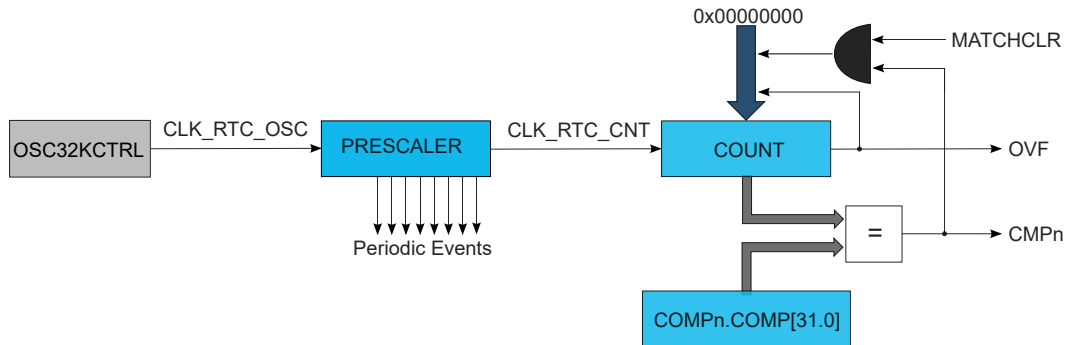 0x00000000
MATCHCLR
CLK_RTC_OSC
CLK_RTC_CNT
OSC32KCTRL
PRESCALER
COUNT
OVF
Periodic Events
=
CMPn
COMPn.COMP[31.0]